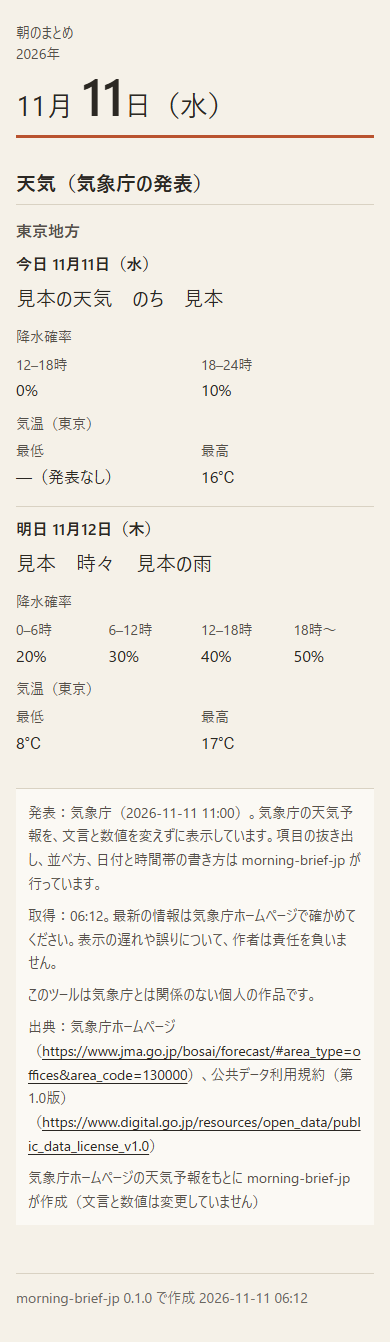 朝のまとめ
2026年
11月 11日（水）
天気（気象庁の発表）
東京地方
今日 11月11日（水）
見本の天気　のち　見本
降水確率
12–18時　18–24時
0%　10%
気温（東京）
最低　最高
—（発表なし）　16°C
明日 11月12日（木）
見本　時々　見本の雨
降水確率
0–6時　6–12時　12–18時　18時〜
20%　30%　40%　50%
気温（東京）
最低　最高
8°C　17°C
発表：気象庁（2026-11-11 11:00）。気象庁の天気予
報を、文言と数値を変えずに表示しています。項目の抜き出
し、並べ方、日付と時間帯の書き方は morning-brief-jp が
行っています。
取得：06:12。最新の情報は気象庁ホームページで確かめて
ください。表示の遅れや誤りについて、作者は責任を負いま
せん。
このツールは気象庁とは関係のない個人の作品です。
出典：気象庁ホームページ
（https://www.jma.go.jp/bosai/forecast/#area_type=o
ffices&area_code=130000）、公共データ利用規約（第
1.0版）
（https://www.digital.go.jp/resources/open_data/publ
ic_data_license_v1.0）
気象庁ホームページの天気予報をもとに morning-brief-jp
が作成（文言と数値は変更していません）
morning-brief-jp 0.1.0 で作成 2026-11-11 06:12